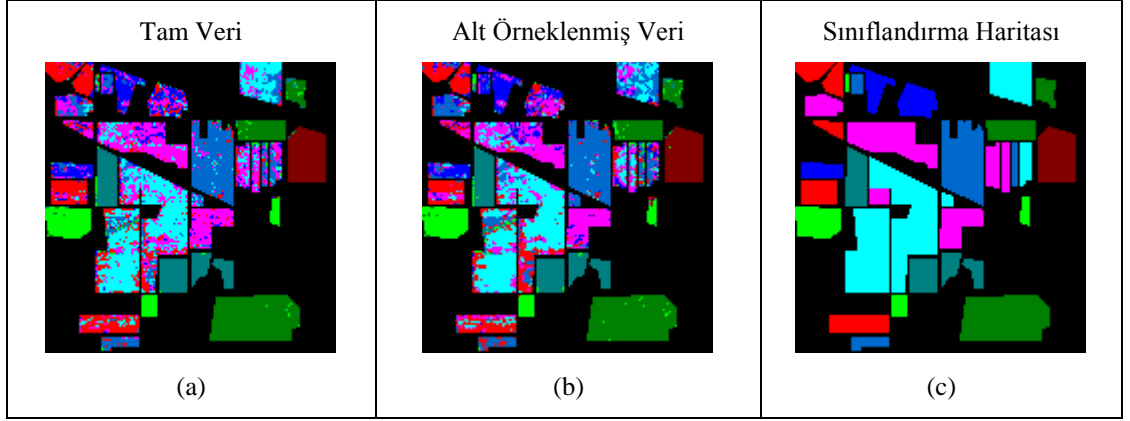 Tam Veri
Alt Örneklenmiş Veri
Sınıflandırma Haritası
(a)
(b)
(c)